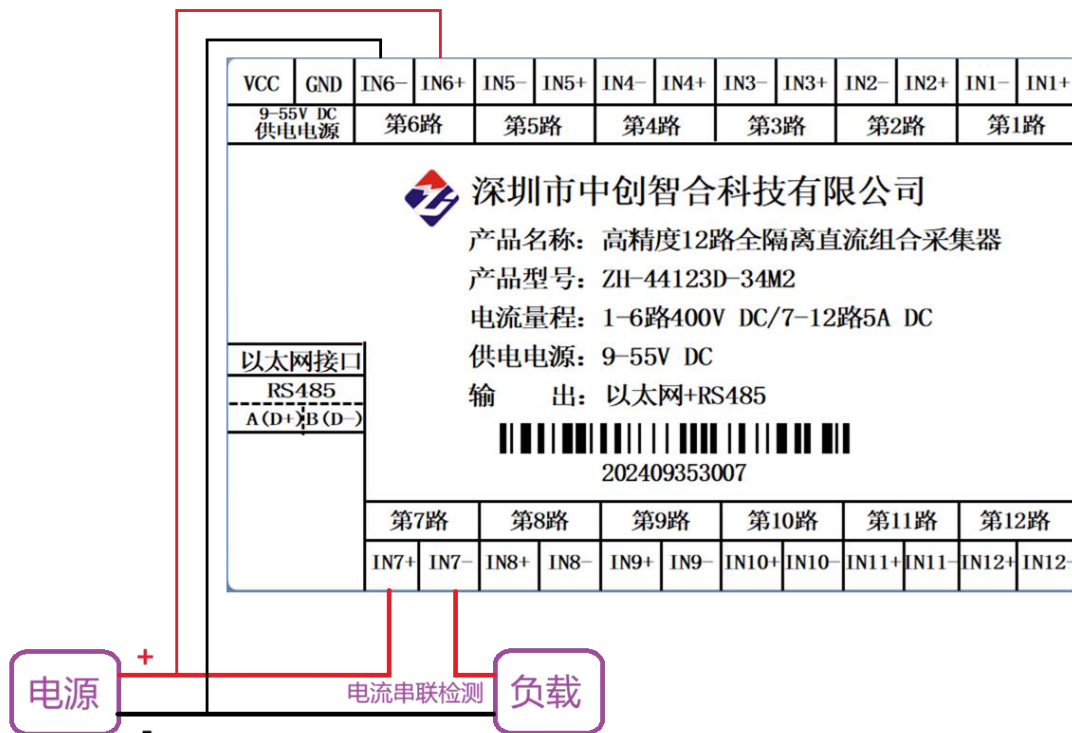 VCC GND IN6- IN6+ IN5- IN5+ IN4- IN4+ IN3- IN3+ IN2- IN2+ IN1- IN1+
9-55V DC
供电电源 第6路 第5路 第4路 第3路 第2路 第1路
深圳市中创智合科技有限公司
产品名称: 高精度12路全隔离直流组合采集器
产品型号: ZH-44123D-34M2
电流量程: 1-6路400V DC/7-12路5A DC
供电电源: 9-55V DC
输 出: 以太网+RS485
202409353007
以太网接口
RS485
A(D+) B(D-)
第7路 第8路 第9路 第10路 第11路 第12路
IN7+ IN7- IN8+ IN8- IN9+ IN9- IN10+ IN10- IN11+ IN11- IN12+ IN12-
+
电源 电流串联检测 负载
-